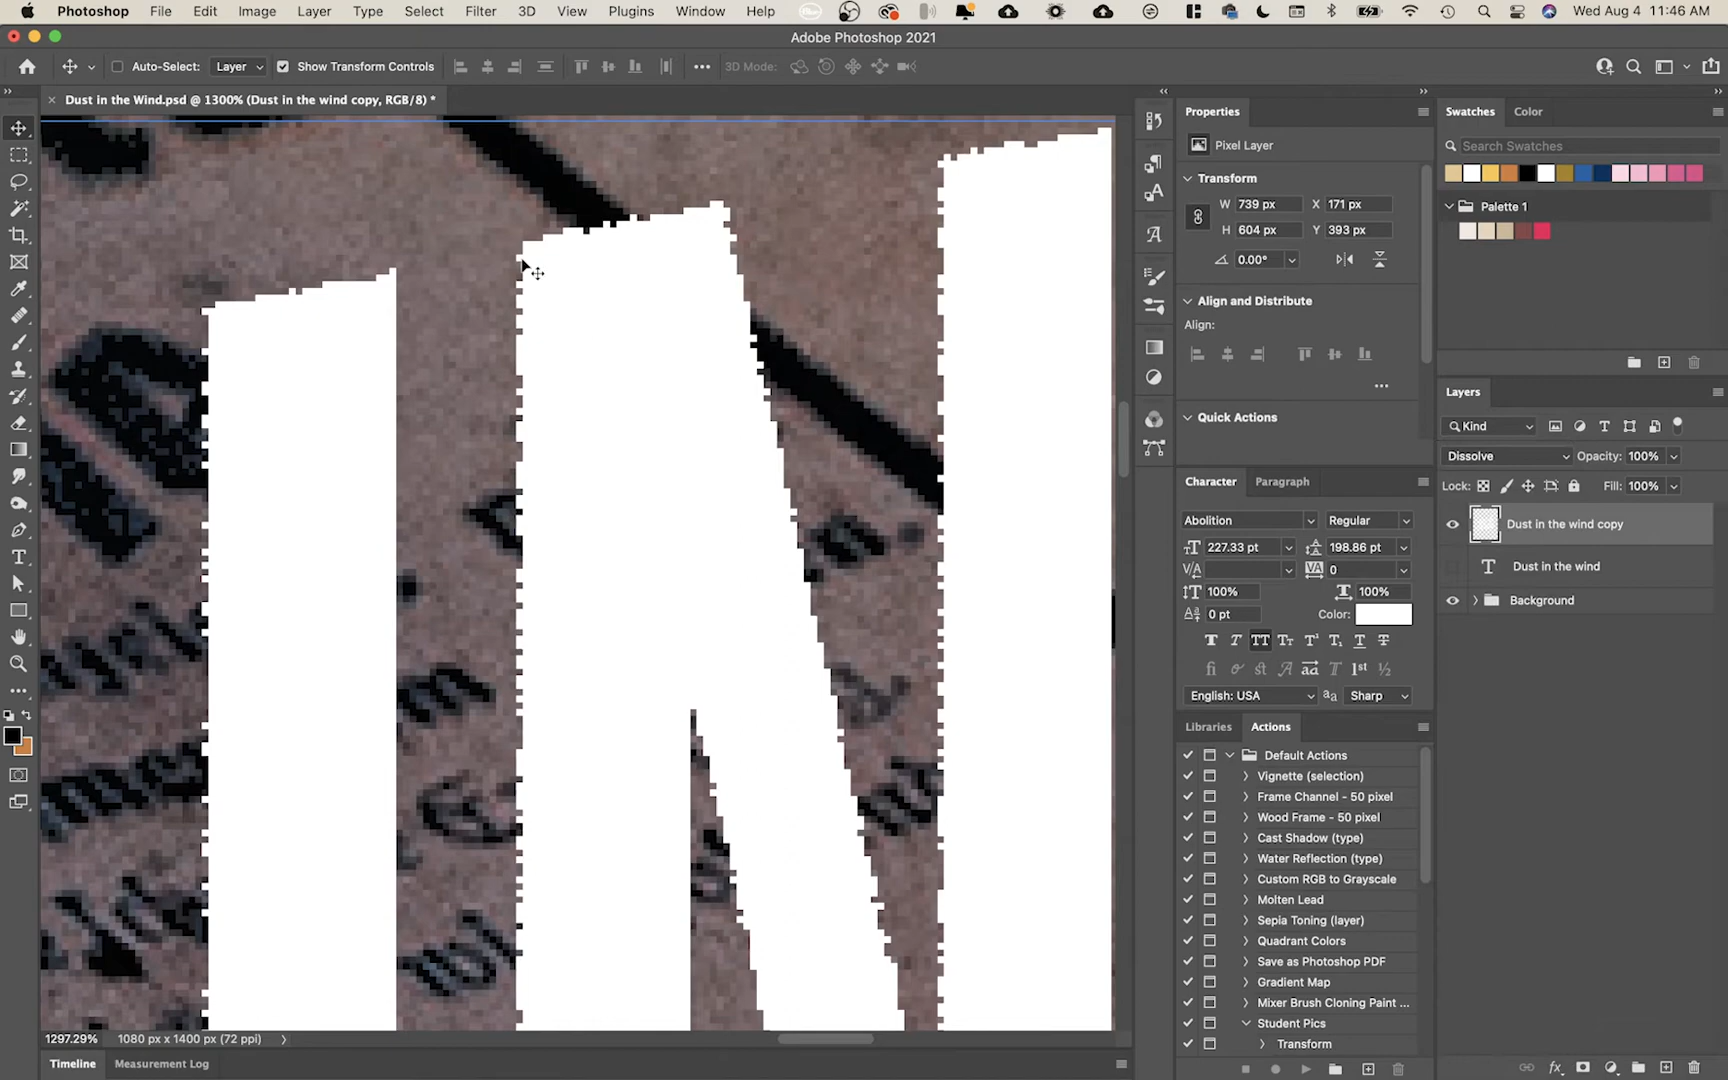 Photoshop File Edit Image Layer Type Select Filter 3D View Plugins Window Help Wed Aug 4 11:46 AM
Adobe Photoshop 2021
Auto-Select: Layer Show Transform Controls 3D Mode:
Dust in the Wind.psd @ 1300% (Dust in the wind copy, RGB/8) *
Properties
Pixel Layer
Transform
W 739 px X 171 px
H 604 px Y 393 px
0.00°
Align and Distribute
Align:
Quick Actions
Character Paragraph
Abolition Regular
227.33 pt 198.86 pt
0
100% 100%
0 pt Color:
English: USA Sharp
Libraries Actions
Default Actions
Vignette (selection)
Frame Channel - 50 pixel
Wood Frame - 50 pixel
Cast Shadow (type)
Water Reflection (type)
Custom RGB to Grayscale
Molten Lead
Sepia Toning (layer)
Quadrant Colors
Save as Photoshop PDF
Gradient Map
Mixer Brush Cloning Paint ...
Student Pics
Transform
Swatches Color
Search Swatches
Palette 1
Layers
Kind
Dissolve Opacity: 100%
Lock: Fill: 100%
Dust in the wind copy
T Dust in the wind
Background
1297.29% 1080 px x 1400 px (72 ppi)
Timeline Measurement Log